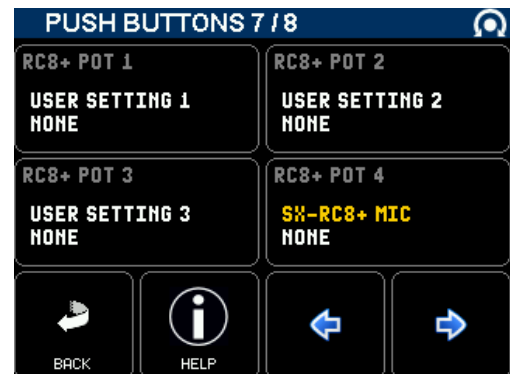 PUSH BUTTONS 7/8
RC8+ POT 1
USER SETTING 1
NONE
RC8+ POT 2
USER SETTING 2
NONE
RC8+ POT 3
USER SETTING 3
NONE
RC8+ POT 4
SX-RC8+ MIC
NONE
BACK
HELP